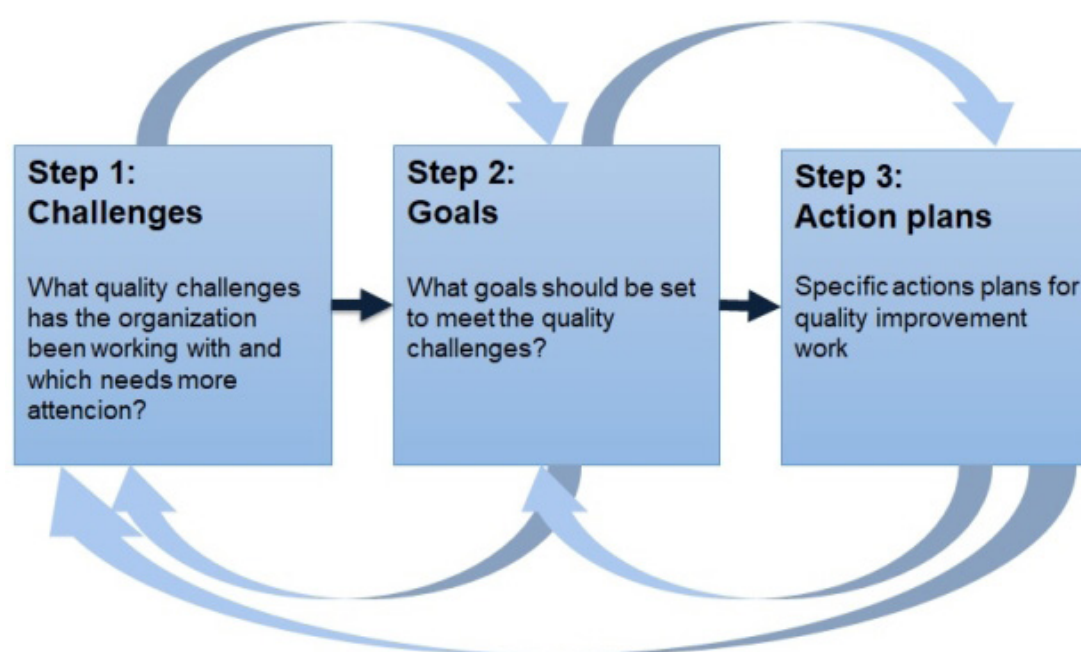 Step 1:
Challenges
What quality challenges
has the organization
been working with and
which needs more
attencion?
Step 2:
Goals
What goals should be set
to meet the quality
challenges?
Step 3:
Action plans
Specific actions plans for
quality improvement
work